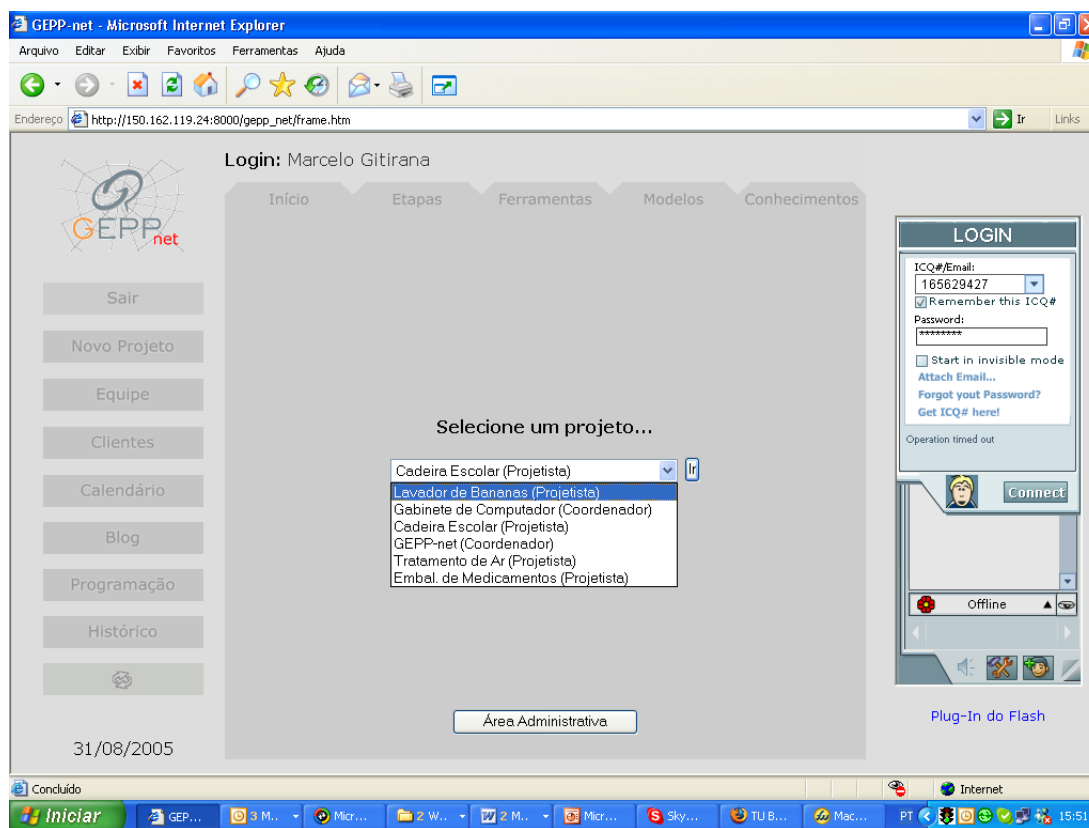 GEPP-net - Microsoft Internet Explorer
Arquivo Editar Exibir Favoritos Ferramentas Ajuda
Endereço http://150.162.119.24:8000/gepp_net/frame.htm Ir Links
GEPP net
Login: Marcelo Gitirana
Início Etapas Ferramentas Modelos Conhecimentos
Sair
Novo Projeto
Equipe
Clientes
Calendário
Blog
Programação
Histórico
31/08/2005
Selecione um projeto...
Cadeira Escolar (Projetista) Ir
Lavador de Bananas (Projetista)
Gabinete de Computador (Coordenador)
Cadeira Escolar (Projetista)
GEPP-net (Coordenador)
Tratamento de Ar (Projetista)
Embal. de Medicamentos (Projetista)
Área Administrativa
LOGIN
ICQ#/Email:
165629427
Remember this ICQ#
Password:
********
Start in invisible mode
Attach Email...
Forgot yout Password?
Get ICQ# here!
Operation timed out
Connect
Offline
Plug-In do Flash
Concluído Internet
Iniciar GEP... 3 M.. Micr... 2 W.. 2 M.. Micr... Sky... TU B... Mac... PT 15:51